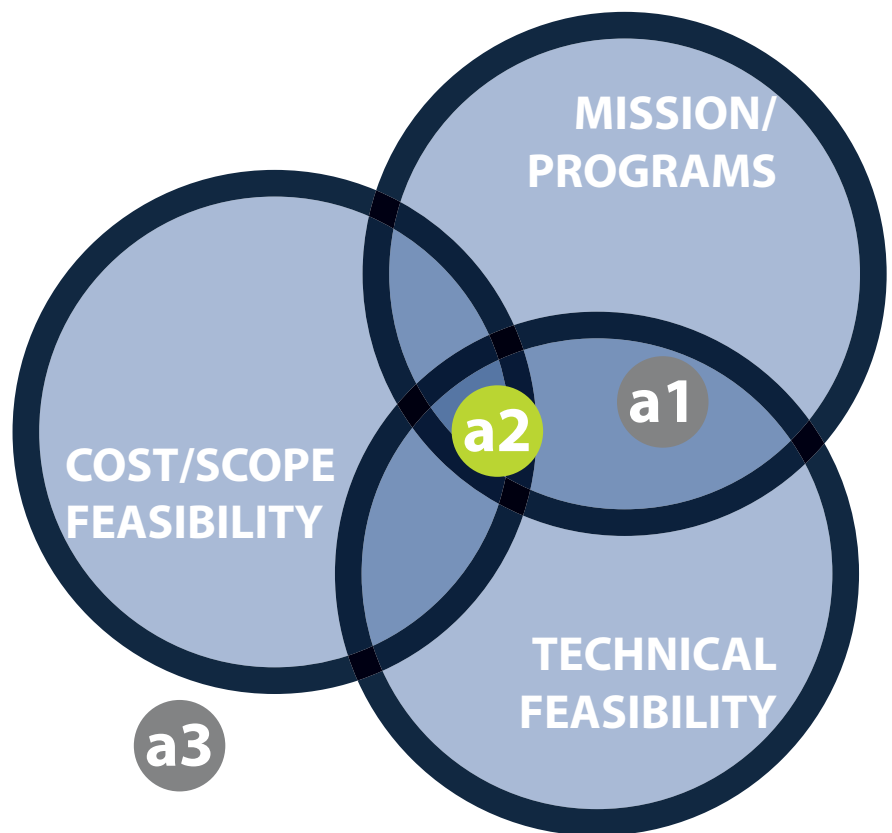 MISSION/
PROGRAMS
a1
a2
COST/SCOPE
FEASIBILITY
TECHNICAL
FEASIBILITY
a3